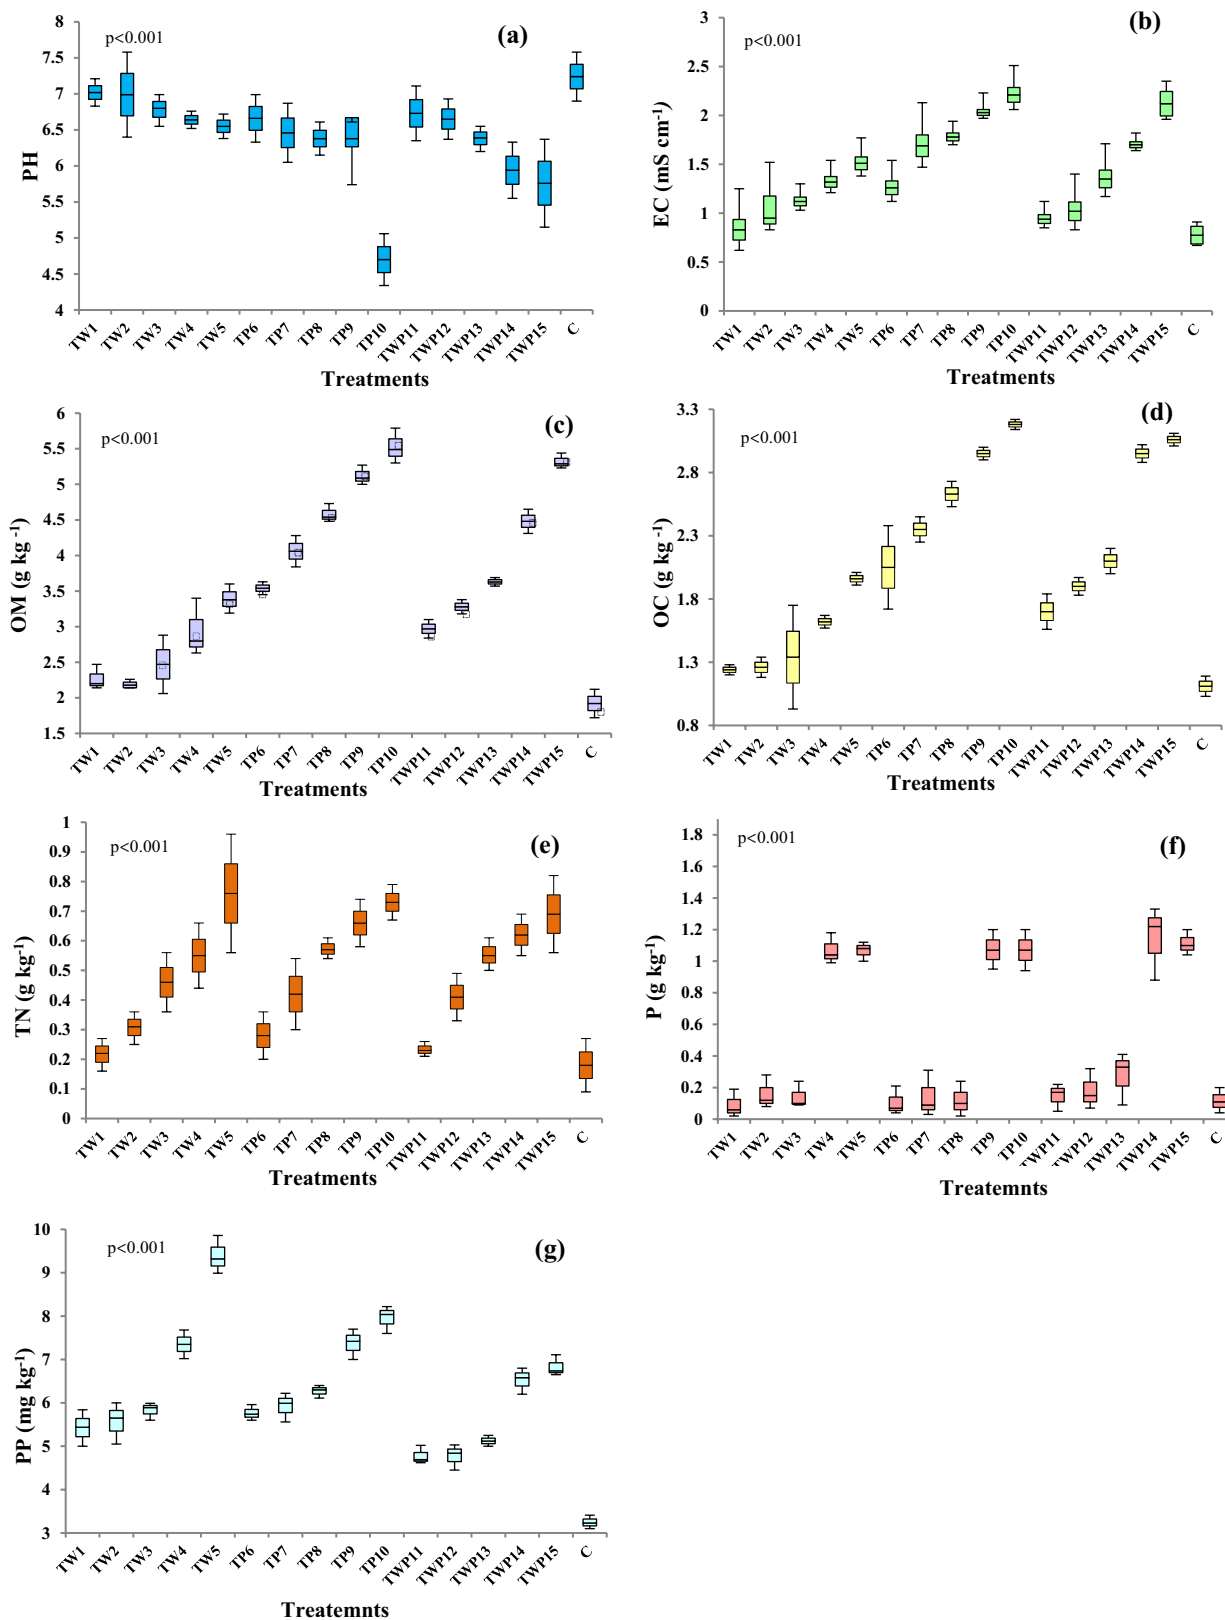 (a)
p<0.001
8
7.5
7
6.5
6
5.5
5
4.5
4
PH
TW1 TW2 TW3 TW4 TW5 TP6 TP7 TP8 TP9 TP10 TWP11 TWP12 TWP13 TWP14 TWP15 C
Treatments
(b)
p<0.001
3
2.5
2
1.5
1
0.5
0
EC (mS cm-1)
TW1 TW2 TW3 TW4 TW5 TP6 TP7 TP8 TP9 TP10 TWP11 TWP12 TWP13 TWP14 TWP15 C
Treatments
(c)
p<0.001
6
5.5
5
4.5
4
3.5
3
2.5
2
1.5
OM (g kg -1)
TW1 TW2 TW3 TW4 TW5 TP6 TP7 TP8 TP9 TP10 TWP11 TWP12 TWP13 TWP14 TWP15 C
Treatments
(d)
p<0.001
3.3
2.8
2.3
1.8
1.3
0.8
OC (g kg -1)
TW1 TW2 TW3 TW4 TW5 TP6 TP7 TP8 TP9 TP10 TWP11 TWP12 TWP13 TWP14 TWP15 C
Treatments
(e)
p<0.001
1
0.9
0.8
0.7
0.6
0.5
0.4
0.3
0.2
0.1
0
TN (g kg-1)
TW1 TW2 TW3 TW4 TW5 TP6 TP7 TP8 TP9 TP10 TWP11 TWP12 TWP13 TWP14 TWP15 C
Treatments
(f)
p<0.001
1.8
1.6
1.4
1.2
1
0.8
0.6
0.4
0.2
0
P (g kg-1)
TW1 TW2 TW3 TW4 TW5 TP6 TP7 TP8 TP9 TP10 TWP11 TWP12 TWP13 TWP14 TWP15 C
Treatemnts
(g)
p<0.001
10
9
8
7
6
5
4
3
PP (mg kg-1)
TW1 TW2 TW3 TW4 TW5 TP6 TP7 TP8 TP9 TP10 TWP11 TWP12 TWP13 TWP14 TWP15 C
Treatemnts